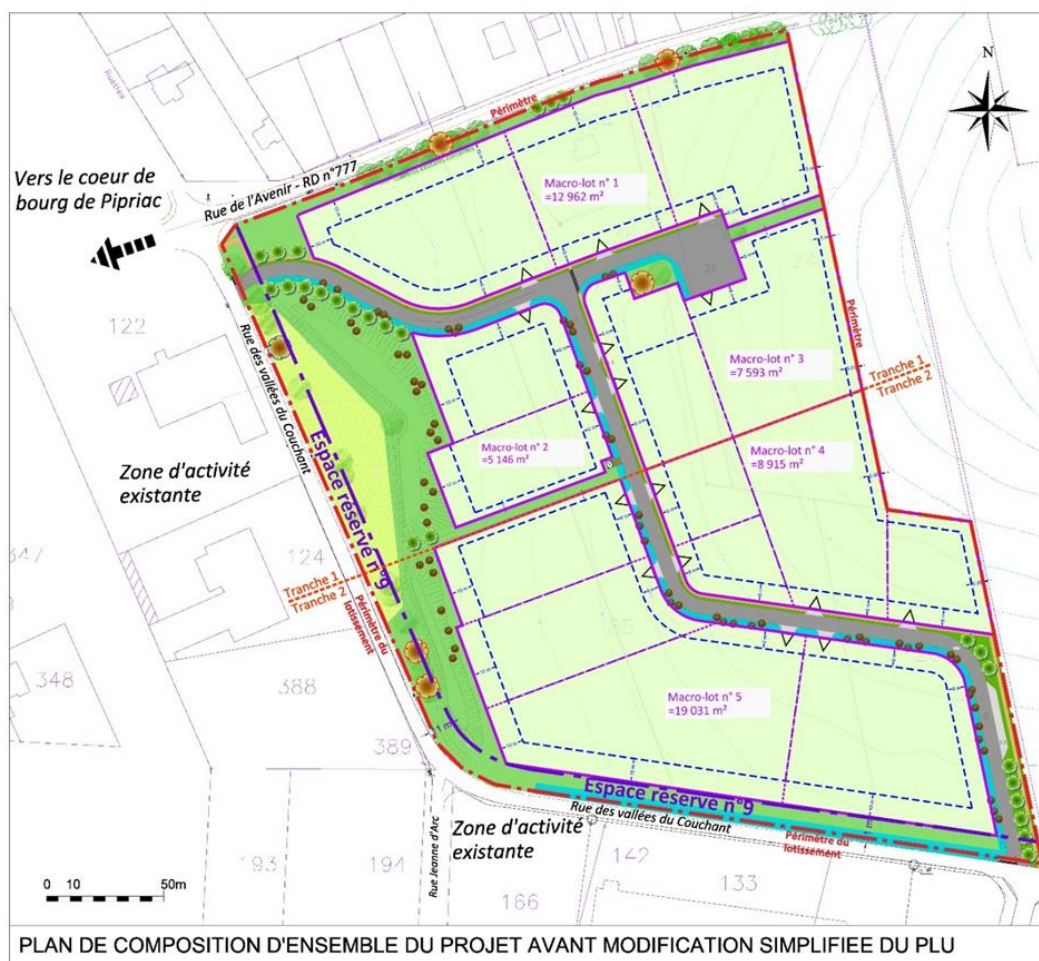 N
Ruelles
Périmètre
Vers le coeur de
bourg de Pipriac
Rue de l'Avenir - RD n°777
Macro-lot n° 1
=12 962 m²
122
Rue des vallées du Couchant
Espace réservé n°9
Zone d'activité
existante
Macro-lot n° 2
=5 146 m²
Macro-lot n° 3
=7 593 m²
Périmètre
Tranche 1
Tranche 2
Macro-lot n° 4
=8 915 m²
124
Tranche 1
Tranche 2
Périmètre du
lotissement
347
348
388
389
Macro-lot n° 5
=19 031 m²
Espace réservé n°9
Rue des vallées du Couchant
Périmètre du
lotissement
Zone d'activité
existante
Rue Jeanne d'Arc
193
194
166
142
133
0 10 50m
PLAN DE COMPOSITION D'ENSEMBLE DU PROJET AVANT MODIFICATION SIMPLIFIEE DU PLU